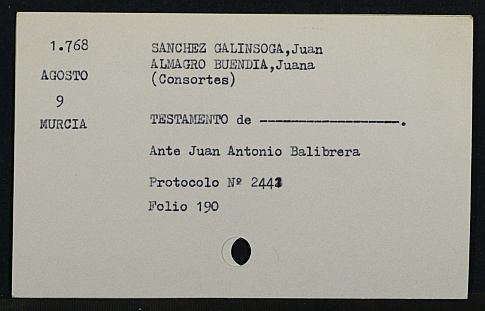 1.768
AGOSTO
9
MURCIA
SANCHEZ GALINSOGA,Juan
ALMAGRO BUENDIA,Juana
(Consortes)
TESTAMENTO de ------------------.
Ante Juan Antonio Balibrera
Protocolo Nº
Folio 190